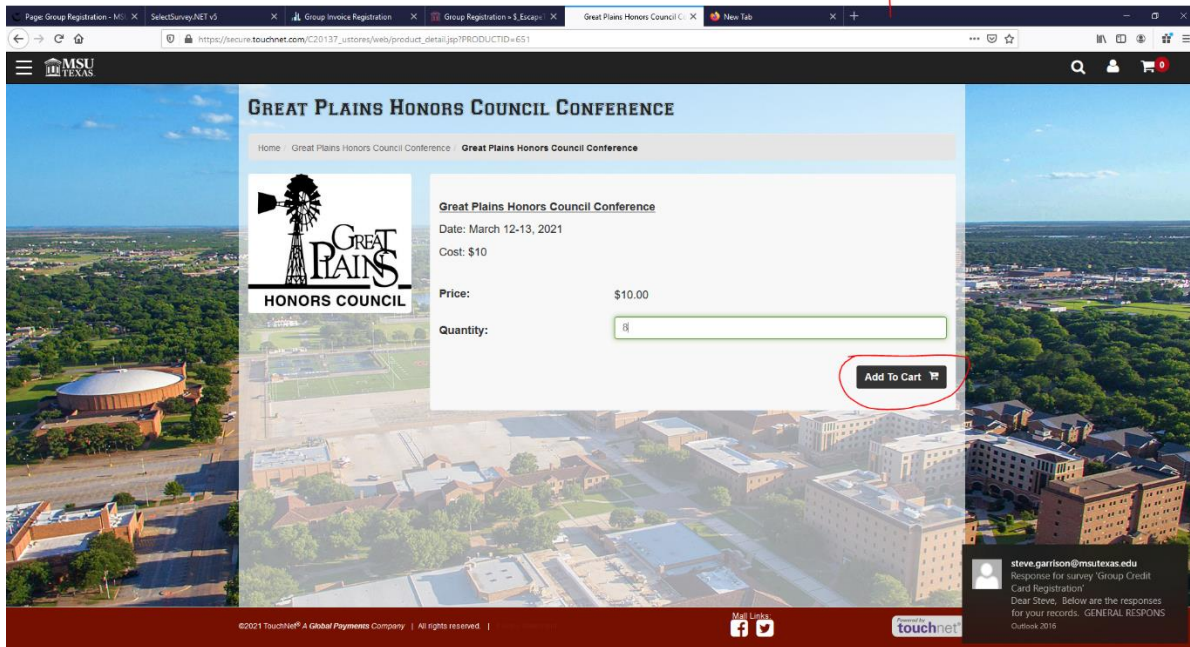 Page: Group Registration - MS
SelectSurvey.NET v5
Group Invoice Registration
Group Registration » $_Escape
Great Plains Honors Council C
New Tab
https://secure.touchnet.com/C20137_ustores/web/product_detail.jsp?PRODUCTID=651
MSU
TEXAS
0
GREAT PLAINS HONORS COUNCIL CONFERENCE
Home / Great Plains Honors Council Conference / Great Plains Honors Council Conference
GREAT
PLAINS
HONORS COUNCIL
Great Plains Honors Council Conference
Date: March 12-13, 2021
Cost: $10
Price: $10.00
Quantity: 8
Add To Cart
steve.garrison@msutexas.edu
Response for survey 'Group Credit
Card Registration'
Dear Steve, Below are the responses
for your records. GENERAL RESPONS
Outlook 2016
Mall Links:
©2021 TouchNet® A Global Payments Company | All rights reserved. |
Powered by
touchnet®